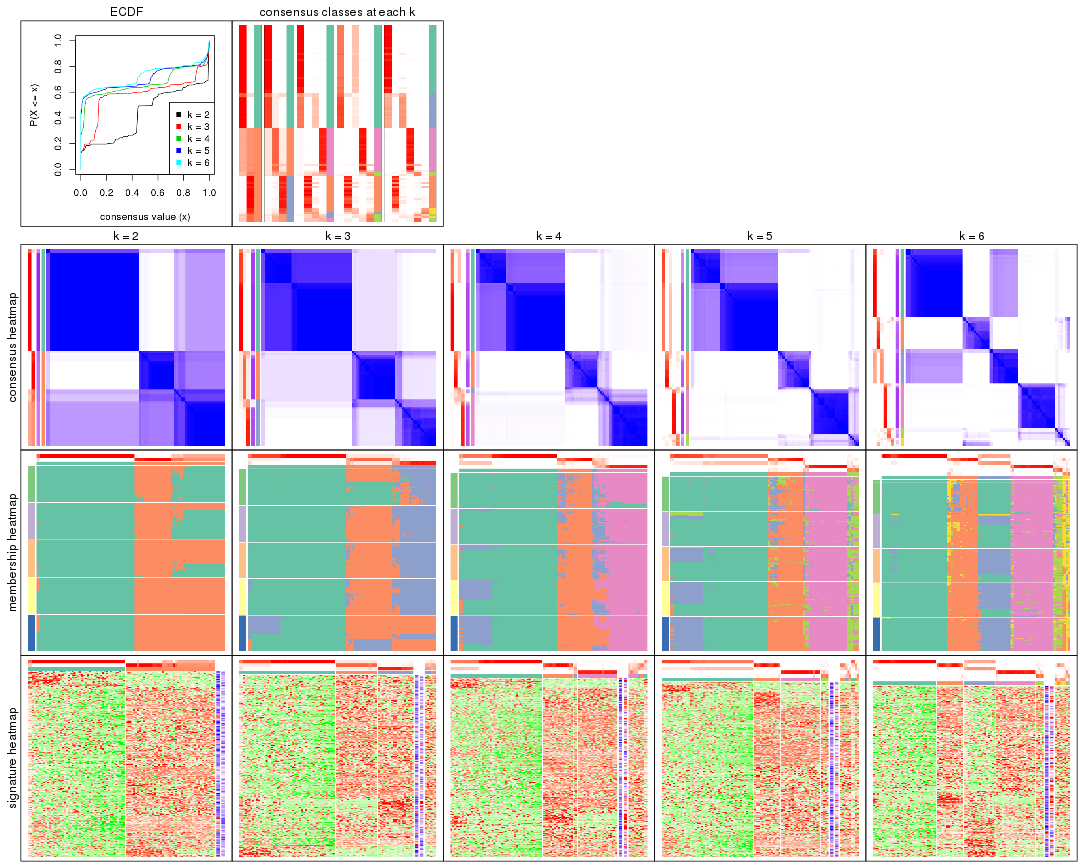 ECDF
consensus classes at each k
P(X <= x)
0.0 0.2 0.4 0.6 0.8 1.0
k = 2
k = 3
k = 4
k = 5
k = 6
0.0 0.2 0.4 0.6 0.8 1.0
consensus value (x)
k = 2 k = 3 k = 4 k = 5 k = 6
consensus heatmap
membership heatmap
signature heatmap